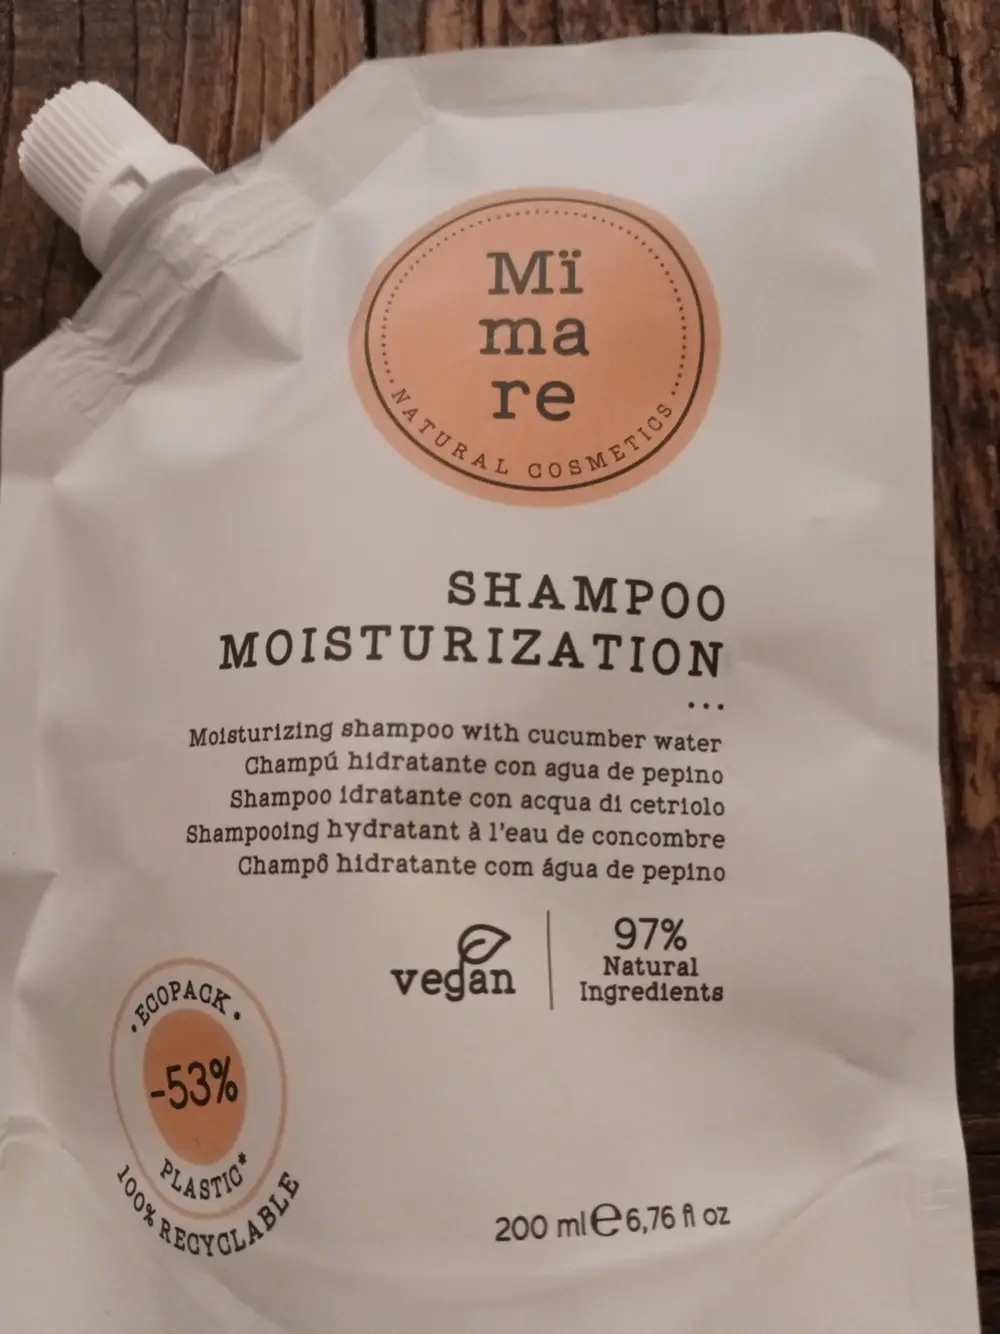 Mï
ma
re
NATURAL COSMETICS
SHAMPOO
MOISTURIZATION
...
Moisturizing shampoo with cucumber water
Champú hidratante con agua de pepino
Shampoo idratante con acqua di cetriolo
Shampooing hydratant à l'eau de concombre
Champô hidratante com água de pepino
vegan
97%
Natural
Ingredients
·ECOPACK·
-53%
PLASTIC*
100% RECYCLABLE
200 ml ℮ 6,76 fl oz